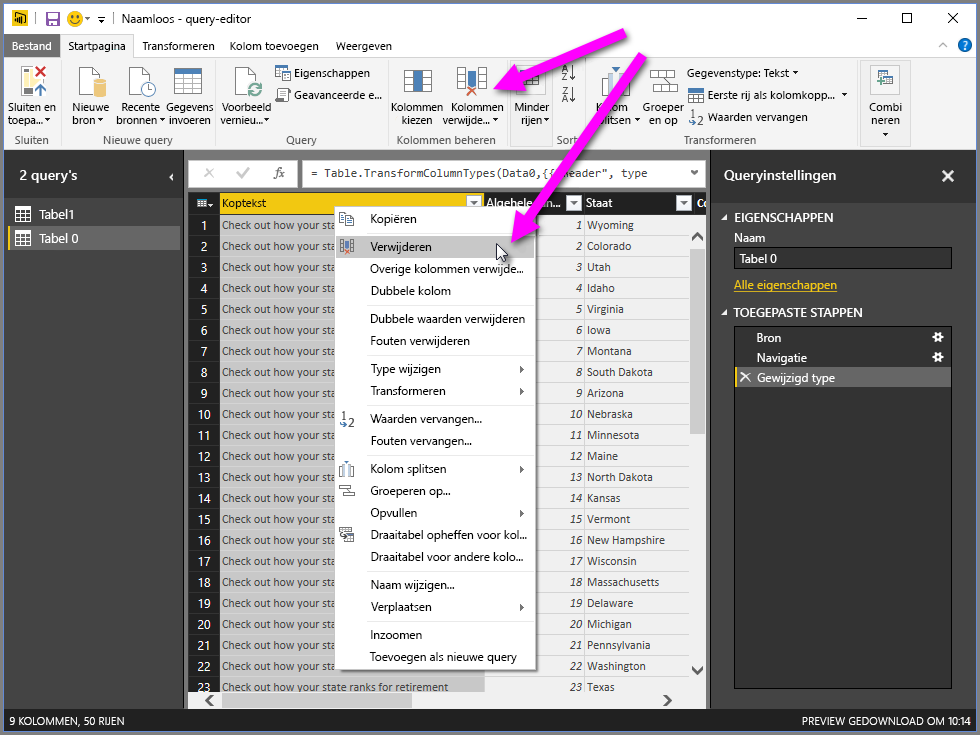 Naamloos - query-editor
Bestand Startpagina Transformeren Kolom toevoegen Weergeven
Sluiten en toepa... Nieuwe bron Recente bronnen Gegevens invoeren Voorbeeld vernieu... Eigenschappen Geavanceerde e... Kolommen kiezen Kolommen verwijde... Minder rijen splitsen Groeper en op Gegevenstype: Tekst Eerste rij als kolomkopp... Waarden vervangen Combi neren
Sluiten Nieuwe query Query Kolommen beheren Transformeren
2 query's
Tabel1
Tabel 0
fx = Table.TransformColumnTypes(Data0,{{ type
Koptekst Staat
1 Check out how your sta 1 Wyoming
2 Check out how your sta 2 Colorado
3 Check out how your sta 3 Utah
4 Check out how your sta 4 Idaho
5 Check out how your sta 5 Virginia
6 Check out how your sta 6 Iowa
7 Check out how your sta 7 Montana
8 Check out how your sta 8 South Dakota
9 Check out how your sta 9 Arizona
10 Check out how your sta 10 Nebraska
11 Check out how your sta 11 Minnesota
12 Check out how your sta 12 Maine
13 Check out how your sta 13 North Dakota
14 Check out how your sta 14 Kansas
15 Check out how your sta 15 Vermont
16 Check out how your sta 16 New Hampshire
17 Check out how your sta 17 Wisconsin
18 Check out how your sta 18 Massachusetts
19 Check out how your sta 19 Delaware
20 Check out how your sta 20 Michigan
21 Check out how your sta 21 Pennsylvania
22 Check out how your sta 22 Washington
23 Check out how your state ranks for retirement 23 Texas
Kopiëren
Verwijderen
Overige kolommen verwijde...
Dubbele kolom
Dubbele waarden verwijderen
Fouten verwijderen
Type wijzigen
Transformeren
Waarden vervangen...
Fouten vervangen...
Kolom splitsen
Groeperen op...
Opvullen
Draaitabel opheffen voor kol...
Draaitabel voor andere kolo...
Naam wijzigen...
Verplaatsen
Inzoomen
Toevoegen als nieuwe query
Queryinstellingen
EIGENSCHAPPEN
Naam
Tabel 0
Alle eigenschappen
TOEGEPASTE STAPPEN
Bron
Navigatie
Gewijzigd type
9 KOLOMMEN, 50 RIJEN PREVIEW GEDOWNLOAD OM 10:14